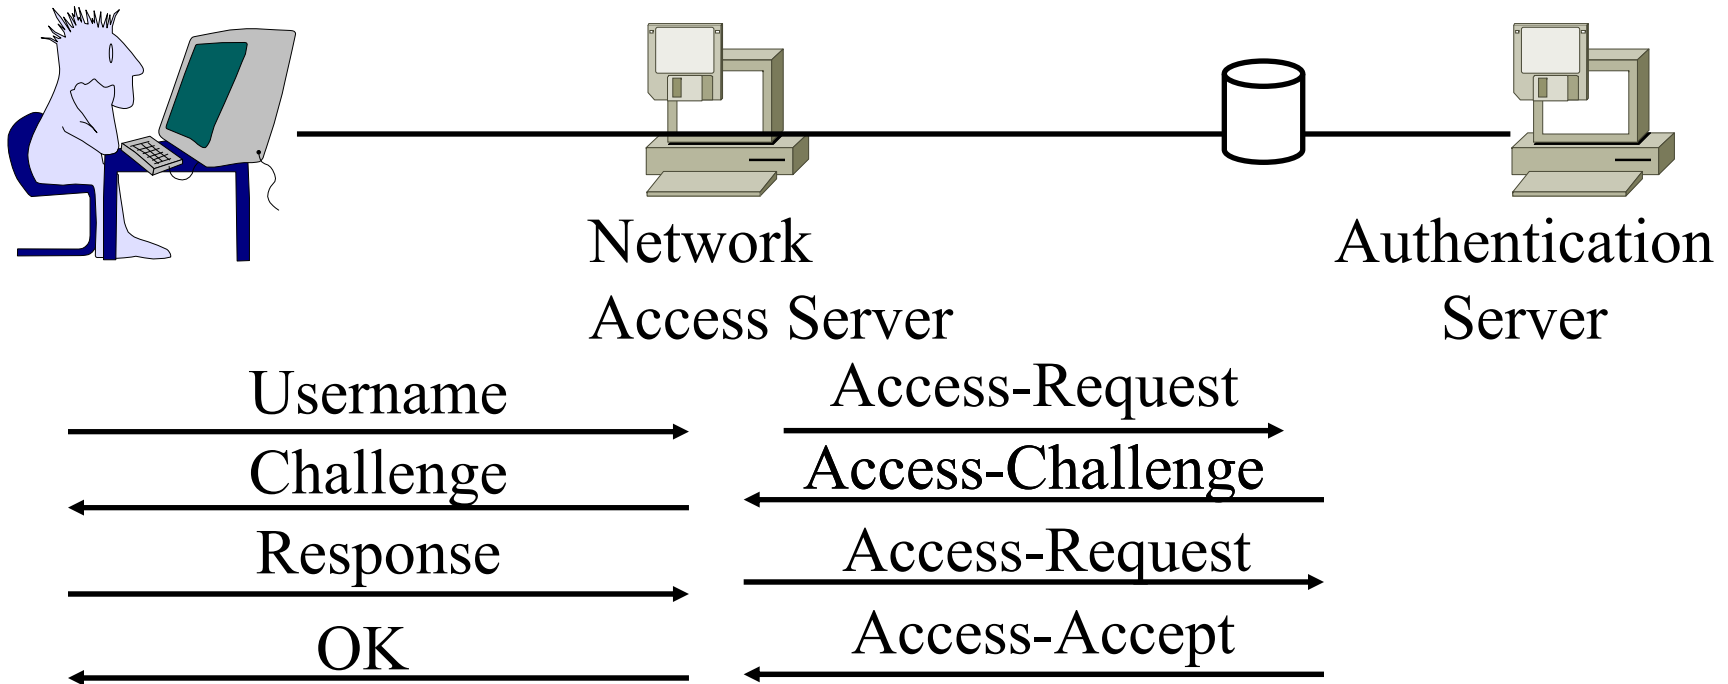 Network
Access Server
Authentication
Server
Username
Access-Request
Challenge
Access-Challenge
Response
Access-Request
OK
Access-Accept